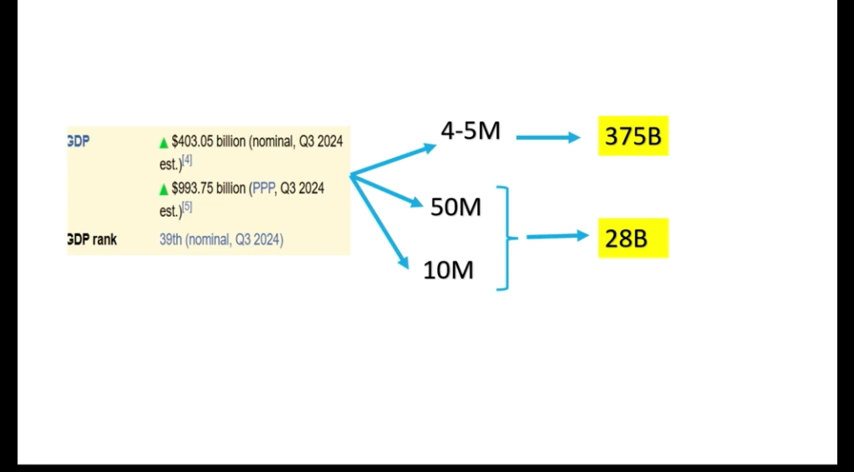 GDP ▲ $403.05 billion (nominal, Q3 2024
est.)[4]
▲ $993.75 billion (PPP, Q3 2024
est.)[5]
GDP rank 39th (nominal, Q3 2024)
4-5M
375B
50M
28B
10M